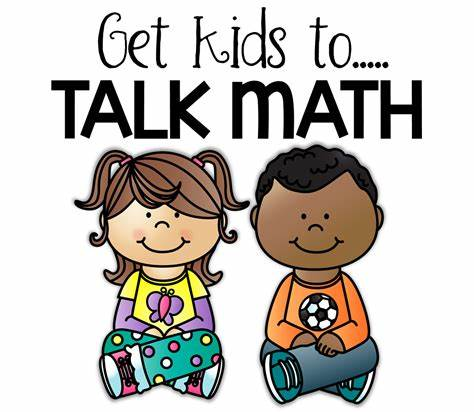 Get kids to.....
TALK MATH